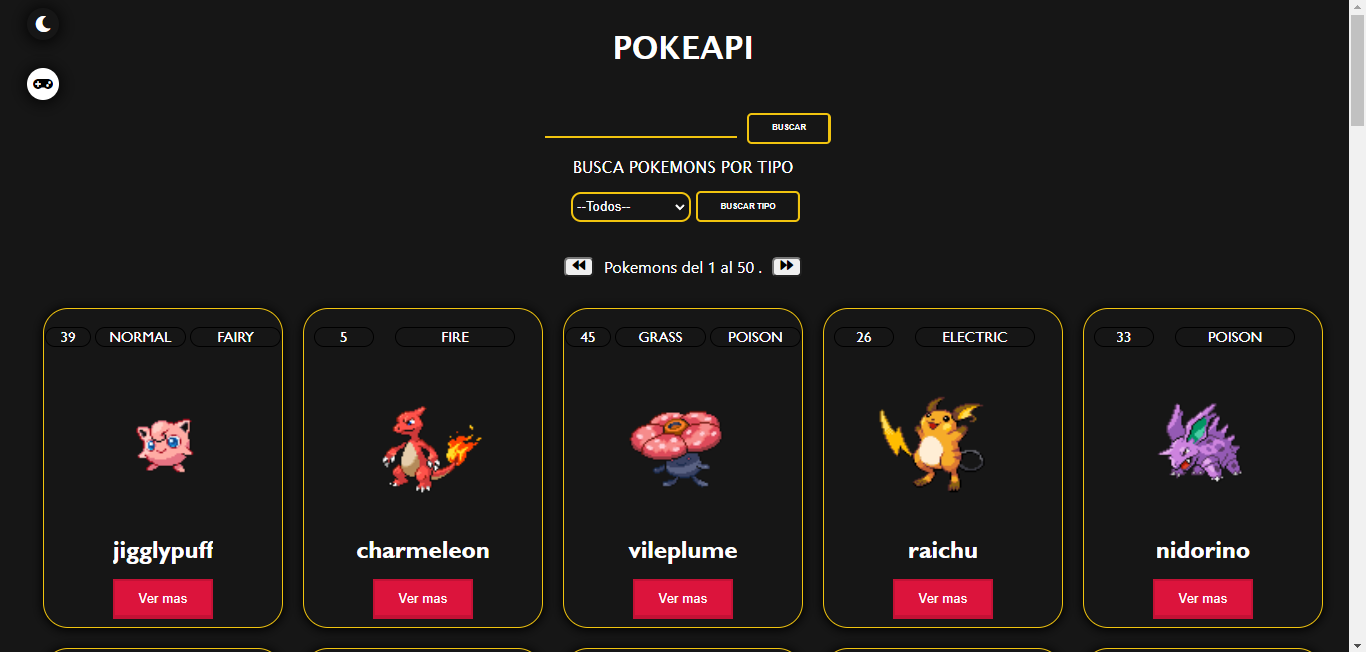 POKEAPI
BUSCAR
BUSCA POKEMONS POR TIPO
--Todos--
BUSCAR TIPO
Pokemons del 1 al 50 .
39 NORMAL FAIRY
5 FIRE
45 GRASS POISON
26 ELECTRIC
33 POISON
jigglypuff
charmeleon
vileplume
raichu
nidorino
Ver mas
Ver mas
Ver mas
Ver mas
Ver mas